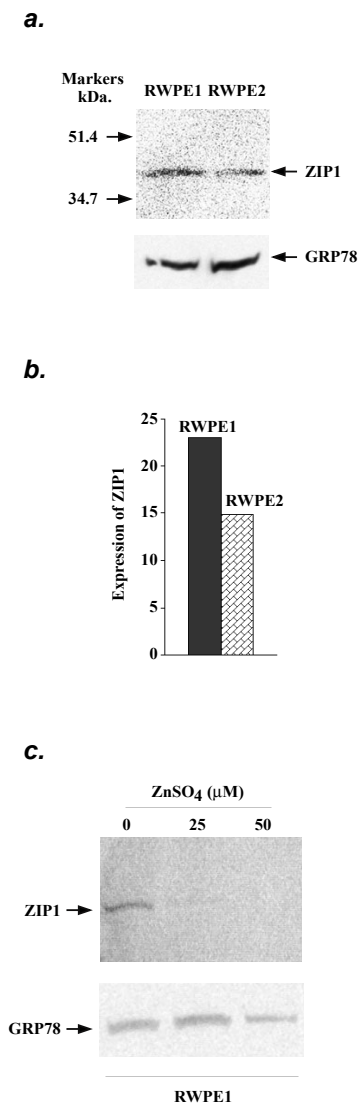 a.
Markers
kDa.
RWPE1 RWPE2
51.4
ZIP1
34.7
GRP78
b.
25
20
15
10
5
0
Expression of ZIP1
RWPE1
RWPE2
c.
ZnSO4 (μM)
0 25 50
ZIP1
GRP78
RWPE1